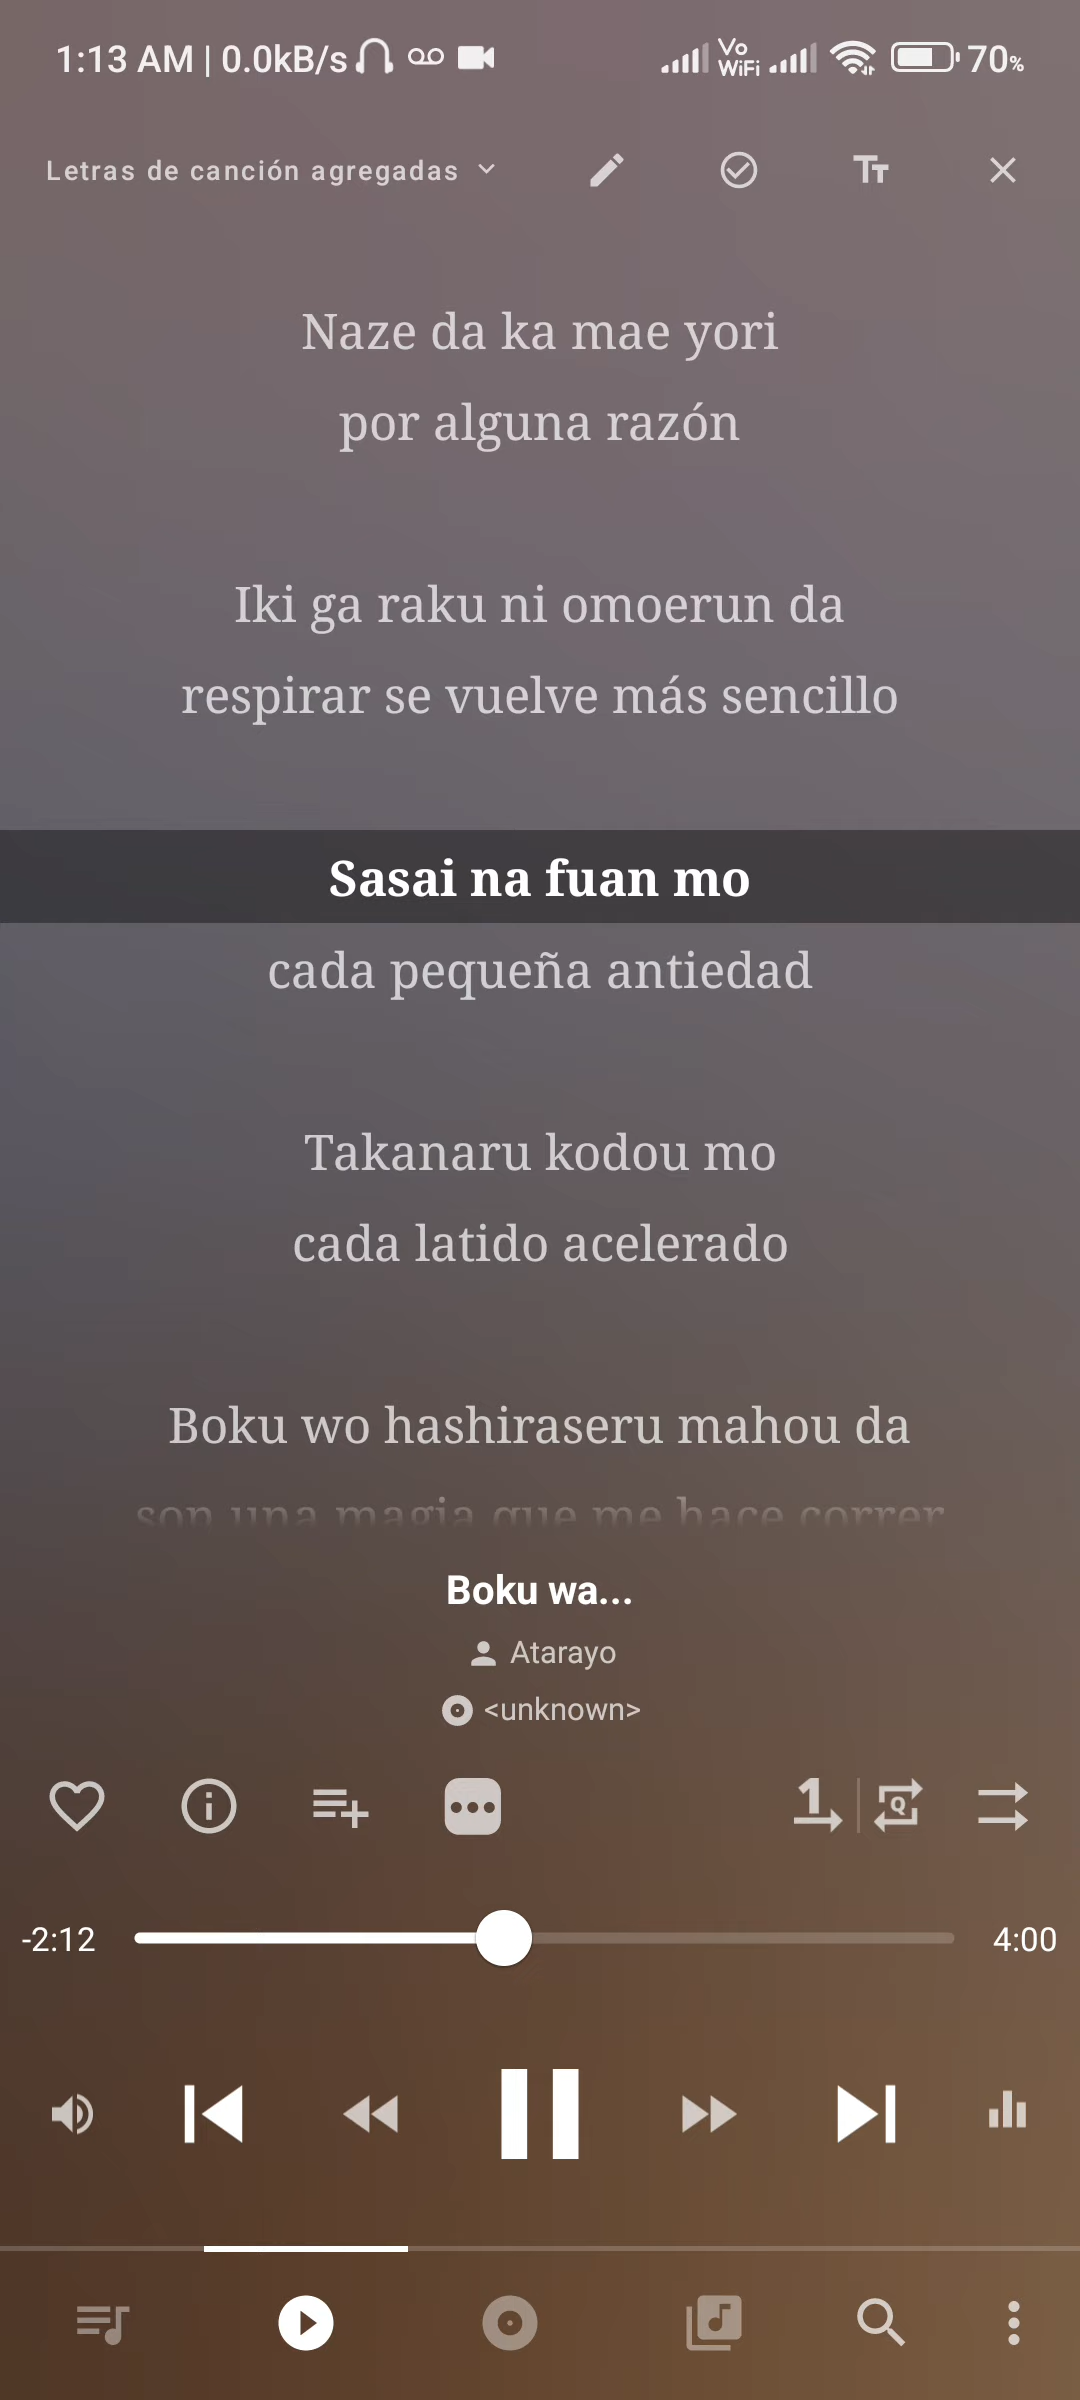 1:13 AM | 0.0kB/s
Vo WiFi
70%
Letras de canción agregadas
Naze da ka mae yori
por alguna razón
Iki ga raku ni omoerun da
respirar se vuelve más sencillo
Sasai na fuan mo
cada pequeña antiedad
Takanaru kodou mo
cada latido acelerado
Boku wo hashiraseru mahou da
son una magia que me hace correr
Boku wa...
Atarayo
<unknown>
1
Q
-2:12
4:00